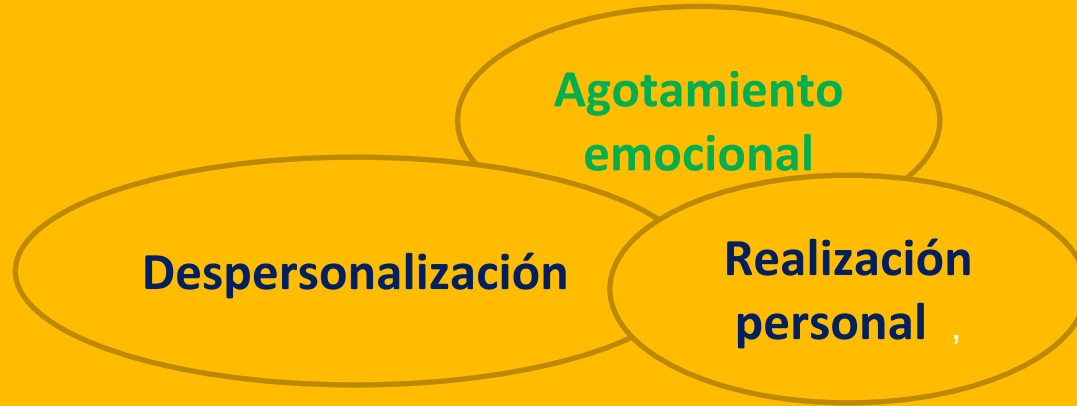 Agotamiento
emocional
Despersonalización
Realización
personal ,